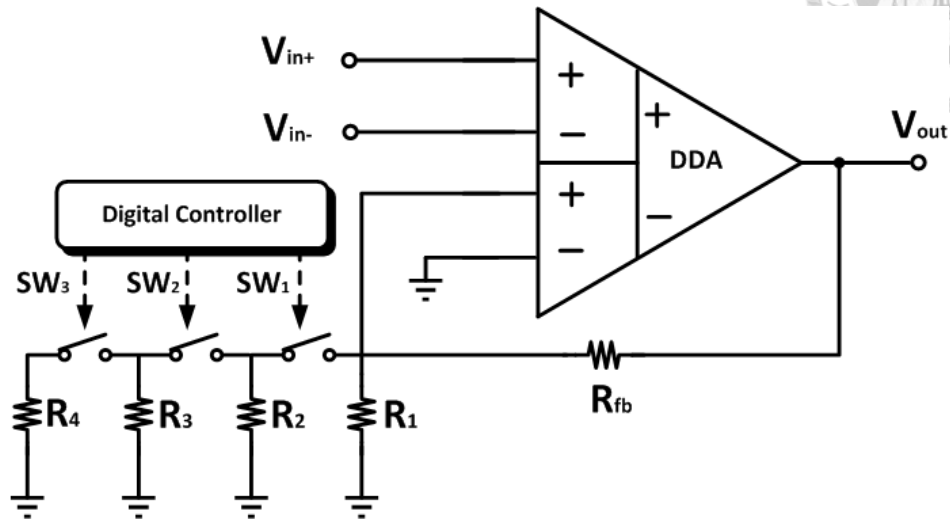 Vin+
+
Vin-
−
+
DDA
Vout
+
−
−
Digital Controller
SW3
SW2
SW1
Rfb
R4
R3
R2
R1